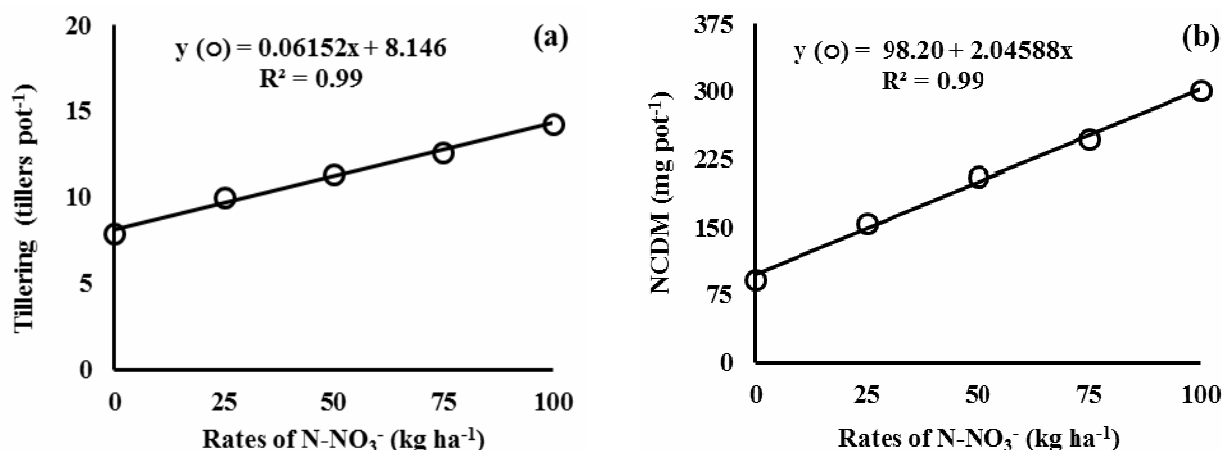 (a)
y (○) = 0.06152x + 8.146
R² = 0.99
Tillering (tillers pot⁻¹)
20
15
10
5
0
0 25 50 75 100
Rates of N-NO₃⁻ (kg ha⁻¹)
(b)
y (○) = 98.20 + 2.04588x
R² = 0.99
NCDM (mg pot⁻¹)
375
300
225
150
75
0
0 25 50 75 100
Rates of N-NO₃⁻ (kg ha⁻¹)